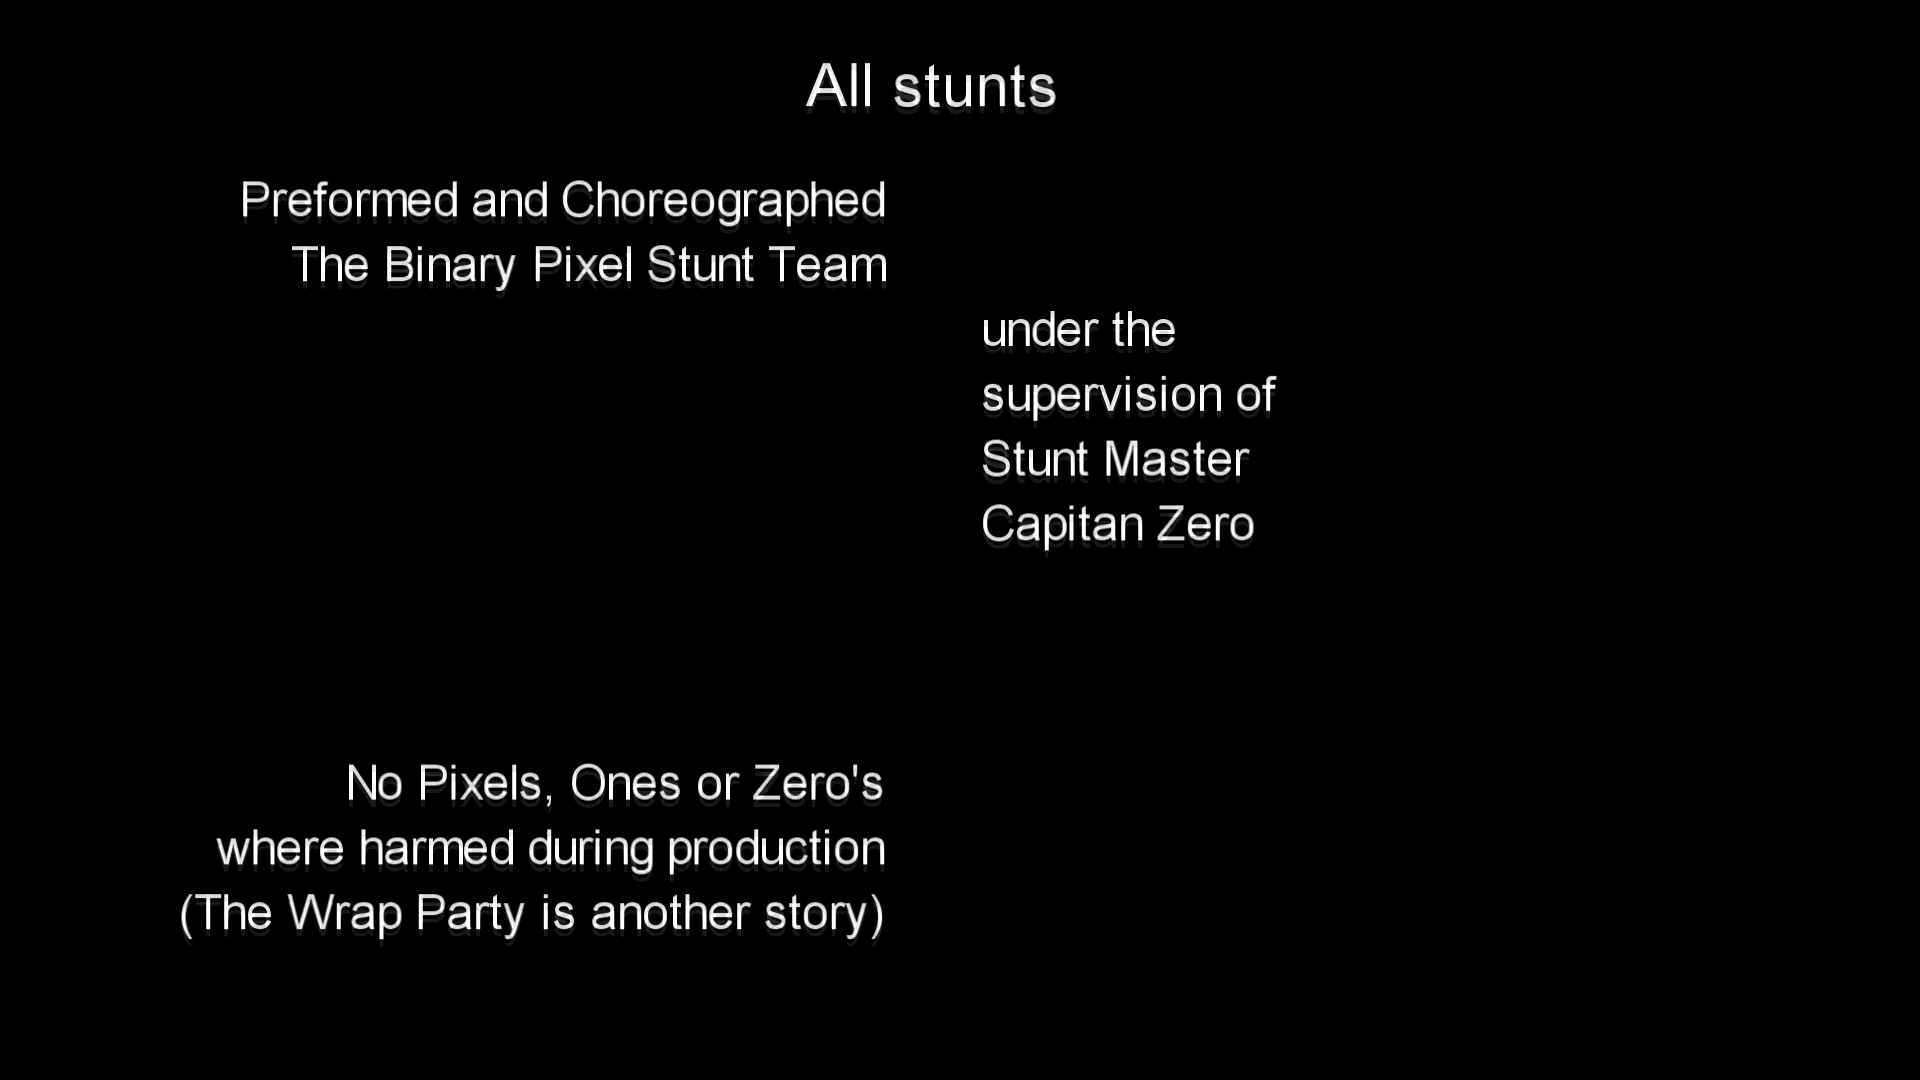 All stunts
Preformed and Choreographed
The Binary Pixel Stunt Team
under the
supervision of
Stunt Master
Capitan Zero
No Pixels, Ones or Zero's
where harmed during production
(The Wrap Party is another story)